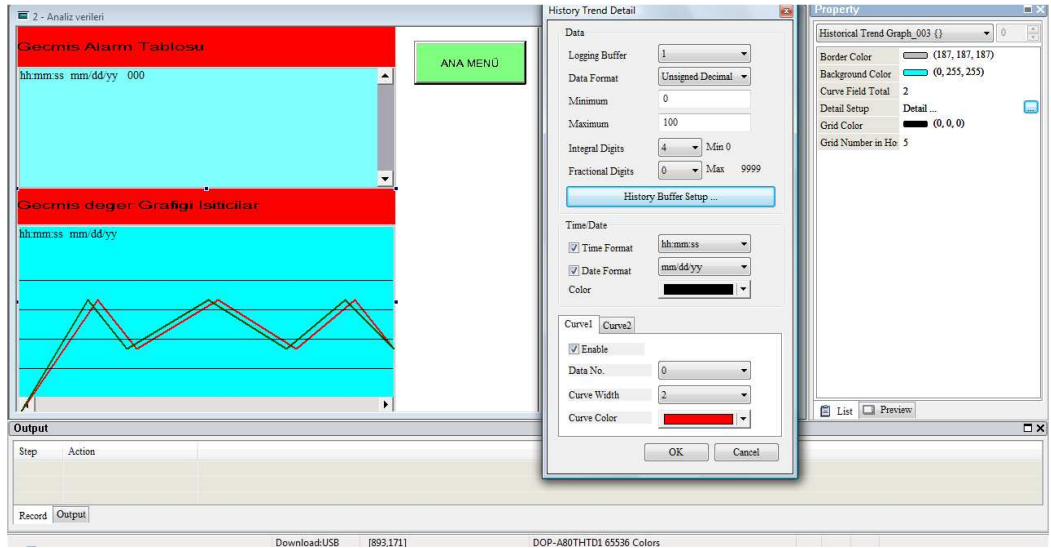 2 - Analiz verileri
Gecmis Alarm Tablosu
hh:mm:ss mm/dd/yy 000
ANA MENÜ
Gecmis deger Grafigi Isiticilar
hh:mm:ss mm/dd/yy
History Trend Detail
Data
Logging Buffer 1
Data Format Unsigned Decimal
Minimum 0
Maximum 100
Integral Digits 4 Min 0
Fractional Digits 0 Max 9999
History Buffer Setup ...
Time/Date
Time Format hh:mm:ss
Date Format mm/dd/yy
Color
Curve1 Curve2
Enable
Data No. 0
Curve Width 2
Curve Color
OK Cancel
Property
Historical Trend Graph_003 {} 0
Border Color (187, 187, 187)
Background Color (0, 255, 255)
Curve Field Total 2
Detail Setup Detail ...
Grid Color (0, 0, 0)
Grid Number in Ho 5
List Preview
Output
Step Action
Record Output
Download:USB [893,171] DOP-A80THTD1 65536 Colors